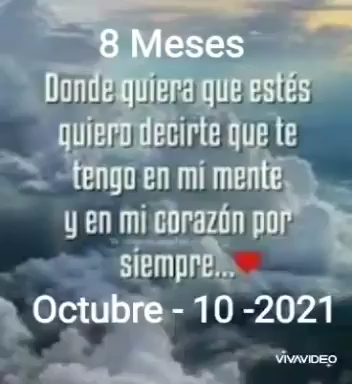 8 Meses
Donde quiera que estés
quiero decirte que te
tengo en mi mente
y en mi corazón por
siempre...❤
Octubre - 10 -2021
VIVAVIDEO